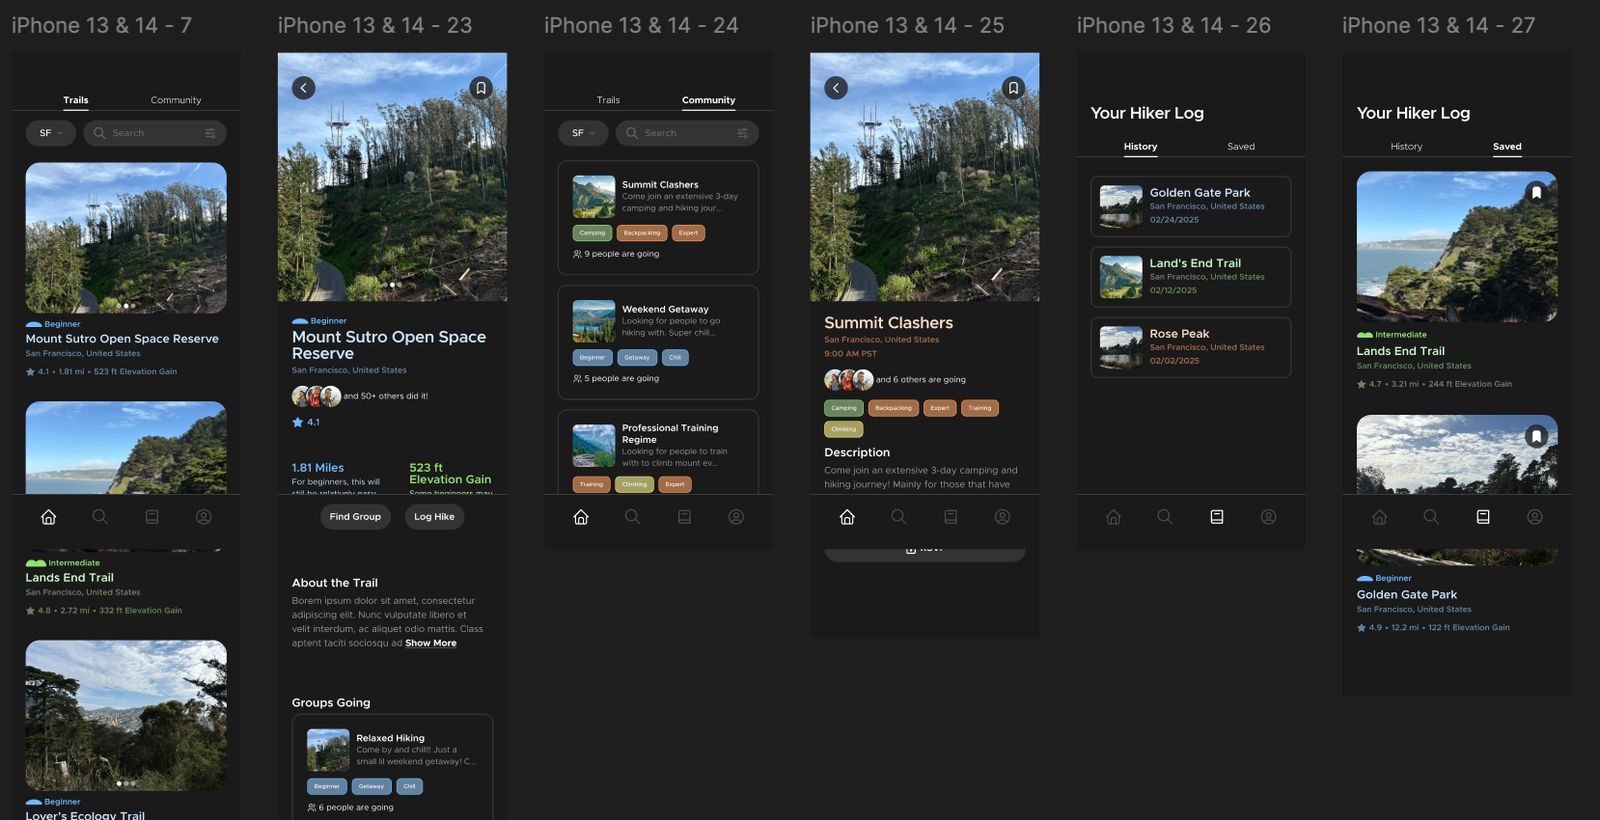 iPhone 13 & 14 - 7
Trails
Community
SF
Search
Beginner
Mount Sutro Open Space Reserve
San Francisco, United States
4.1 • 1.81 mi • 523 ft Elevation Gain
Intermediate
Lands End Trail
San Francisco, United States
4.8 • 2.72 mi • 332 ft Elevation Gain
Beginner
Lover's Ecology Trail
iPhone 13 & 14 - 23
Beginner
Mount Sutro Open Space
Reserve
San Francisco, United States
and 50+ others did it!
4.1
1.81 Miles
For beginners, this will
still be relatively easy
523 ft
Elevation Gain
Some beginners may
Find Group
Log Hike
About the Trail
Borem ipsum dolor sit amet, consectetur
adipiscing elit. Nunc vulputate libero et
velit interdum, ac aliquet odio mattis. Class
aptent taciti sociosqu ad Show More
Groups Going
Relaxed Hiking
Come by and chill!! Just a
small lil weekend getaway! C...
Beginner
Getaway
Chill
6 people are going
iPhone 13 & 14 - 24
Trails
Community
SF
Search
Summit Clashers
Come join an extensive 3-day
camping and hiking jour...
Camping
Backpacking
Expert
9 people are going
Weekend Getaway
Looking for people to go
hiking with. Super chill...
Beginner
Getaway
Chill
5 people are going
Professional Training
Regime
Looking for people to train
with to climb mount ev...
Training
Climbing
Expert
iPhone 13 & 14 - 25
Summit Clashers
San Francisco, United States
9:00 AM PST
and 6 others are going
Camping
Backpacking
Expert
Training
Climbing
Description
Come join an extensive 3-day camping and
hiking journey! Mainly for those that have
iPhone 13 & 14 - 26
Your Hiker Log
History
Saved
Golden Gate Park
San Francisco, United States
02/24/2025
Land's End Trail
San Francisco, United States
02/12/2025
Rose Peak
San Francisco, United States
02/02/2025
iPhone 13 & 14 - 27
Your Hiker Log
History
Saved
Intermediate
Lands End Trail
San Francisco, United States
4.7 • 3.21 mi • 244 ft Elevation Gain
Beginner
Golden Gate Park
San Francisco, United States
4.9 • 12.2 mi • 122 ft Elevation Gain